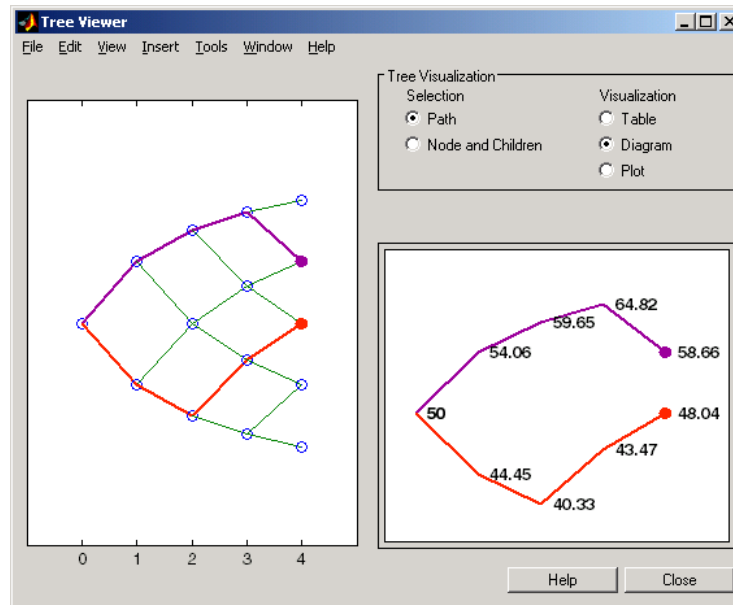 Tree Viewer
File Edit View Insert Tools Window Help
Tree Visualization
Selection Visualization
Path Table
Node and Children Diagram
Plot
64.82
59.65
54.06 58.66
50 48.04
43.47
44.45
40.33
0 1 2 3 4
Help Close